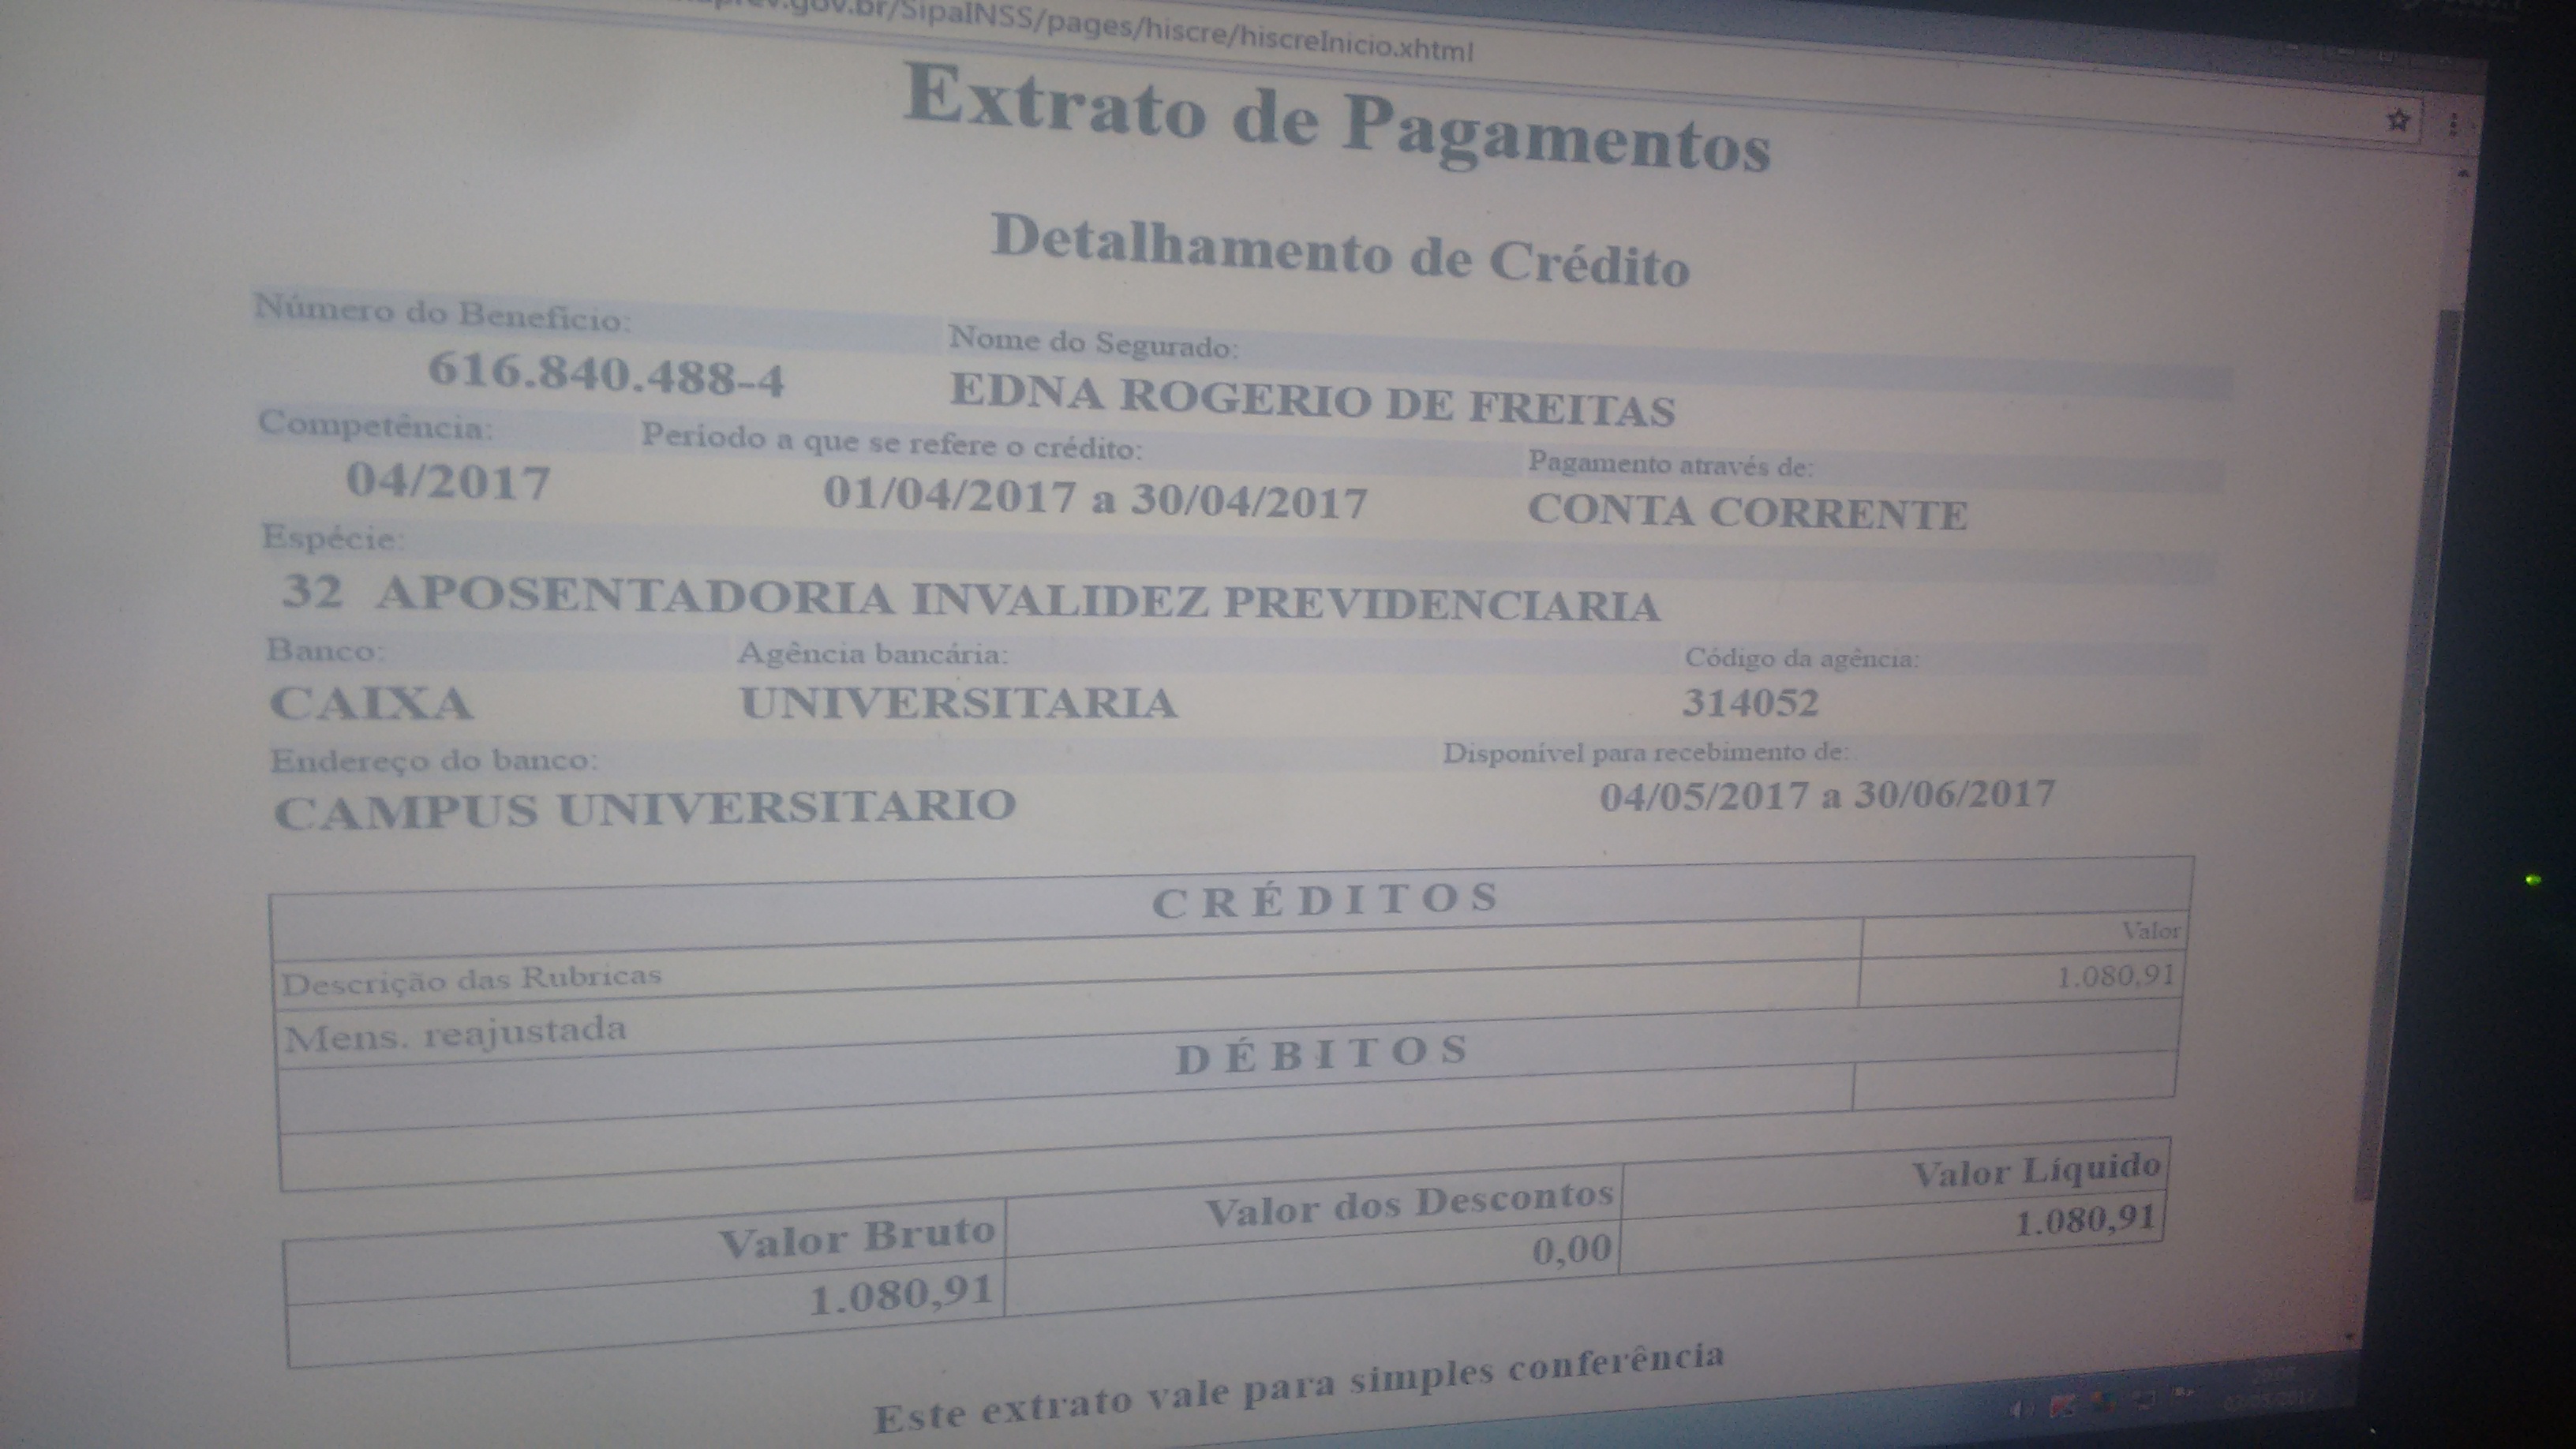 /SipaINSS/pages/hiscre/hiscreInicio.xhtml
Extrato de Pagamentos
Detalhamento de Crédito
Número do Benefício: Nome do Segurado:
616.840.488-4 EDNA ROGERIO DE FREITAS
Competência: Período a que se refere o crédito: Pagamento através de:
04/2017 01/04/2017 a 30/04/2017 CONTA CORRENTE
Espécie:
32 APOSENTADORIA INVALIDEZ PREVIDENCIARIA
Banco: Agência bancária: Código da agência:
CAIXA UNIVERSITARIA 314052
Endereço do banco: Disponível para recebimento de:
CAMPUS UNIVERSITARIO 04/05/2017 a 30/06/2017
CRÉDITOS
Descrição das Rubricas Valor
Mens. reajustada 1.080,91
DÉBITOS
Valor Bruto Valor dos Descontos Valor Líquido
1.080,91 0,00 1.080,91
Este extrato vale para simples conferência